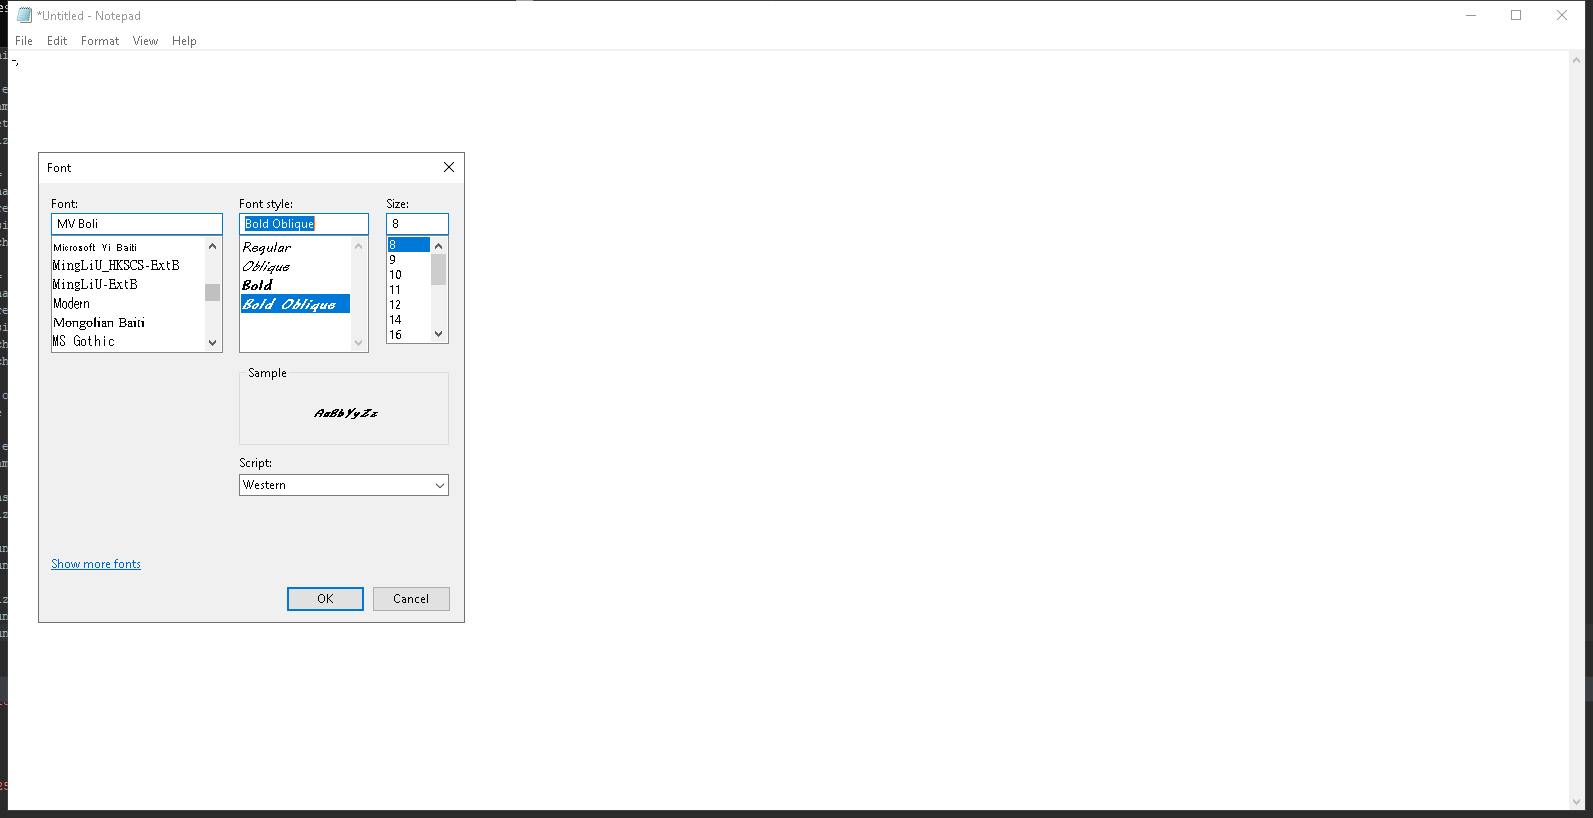 *Untitled - Notepad
File Edit Format View Help
-,
Font
Font: Font style: Size:
MV Boli Bold Oblique 8
Microsoft Yi Baiti
MingLiU_HKSCS-ExtB
MingLiU-ExtB
Modern
Mongolian Baiti
MS Gothic
Regular
Oblique
Bold
Bold Oblique
8
9
10
11
12
14
16
Sample
AaBbYyZz
Script:
Western
Show more fonts
OK Cancel